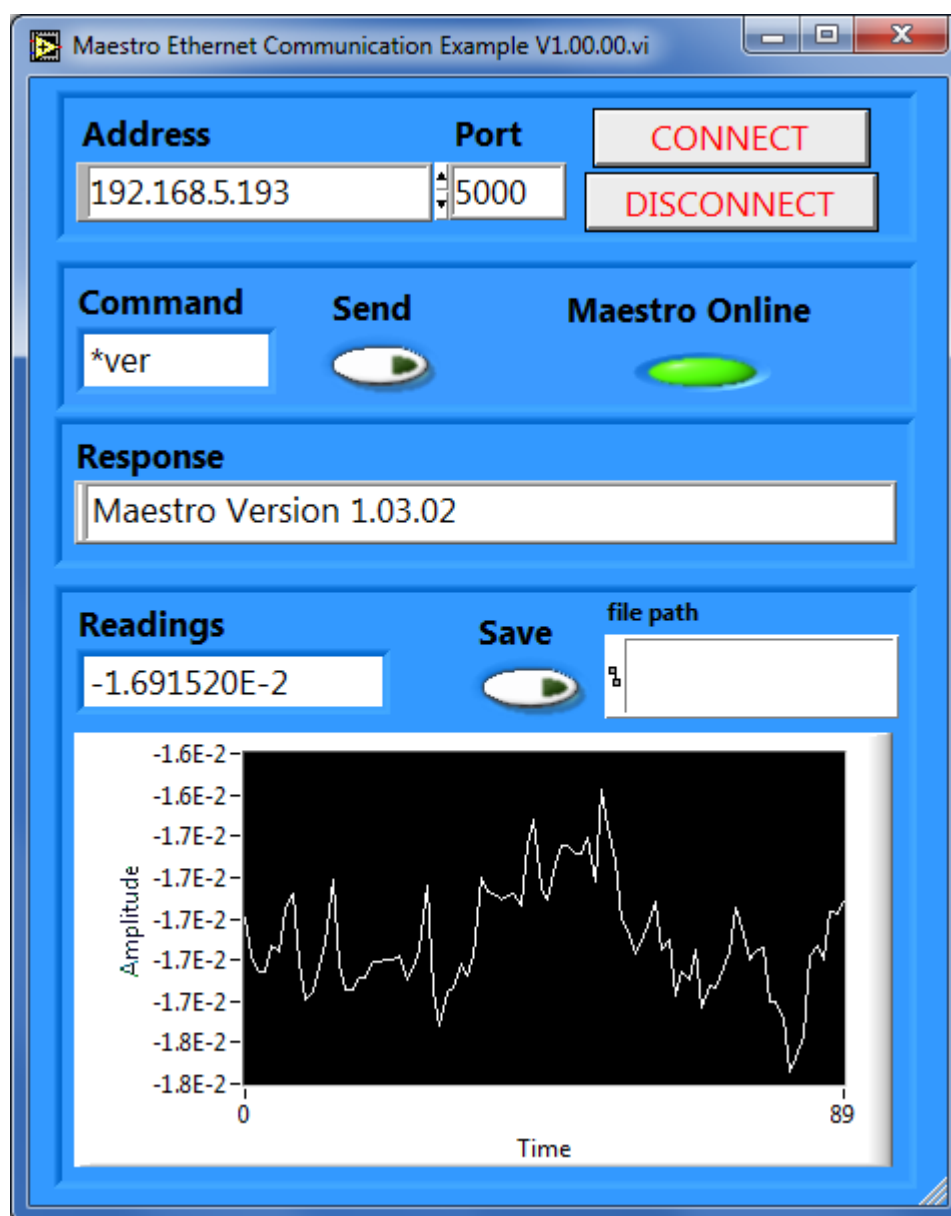 Maestro Ethernet Communication Example V1.00.00.vi
Address Port CONNECT
192.168.5.193 5000 DISCONNECT
Command Send Maestro Online
*ver
Response
Maestro Version 1.03.02
Readings Save file path
-1.691520E-2
-1.6E-2
-1.6E-2
-1.7E-2
-1.7E-2
-1.7E-2
-1.7E-2
-1.7E-2
-1.8E-2
-1.8E-2
Amplitude
0 89
Time